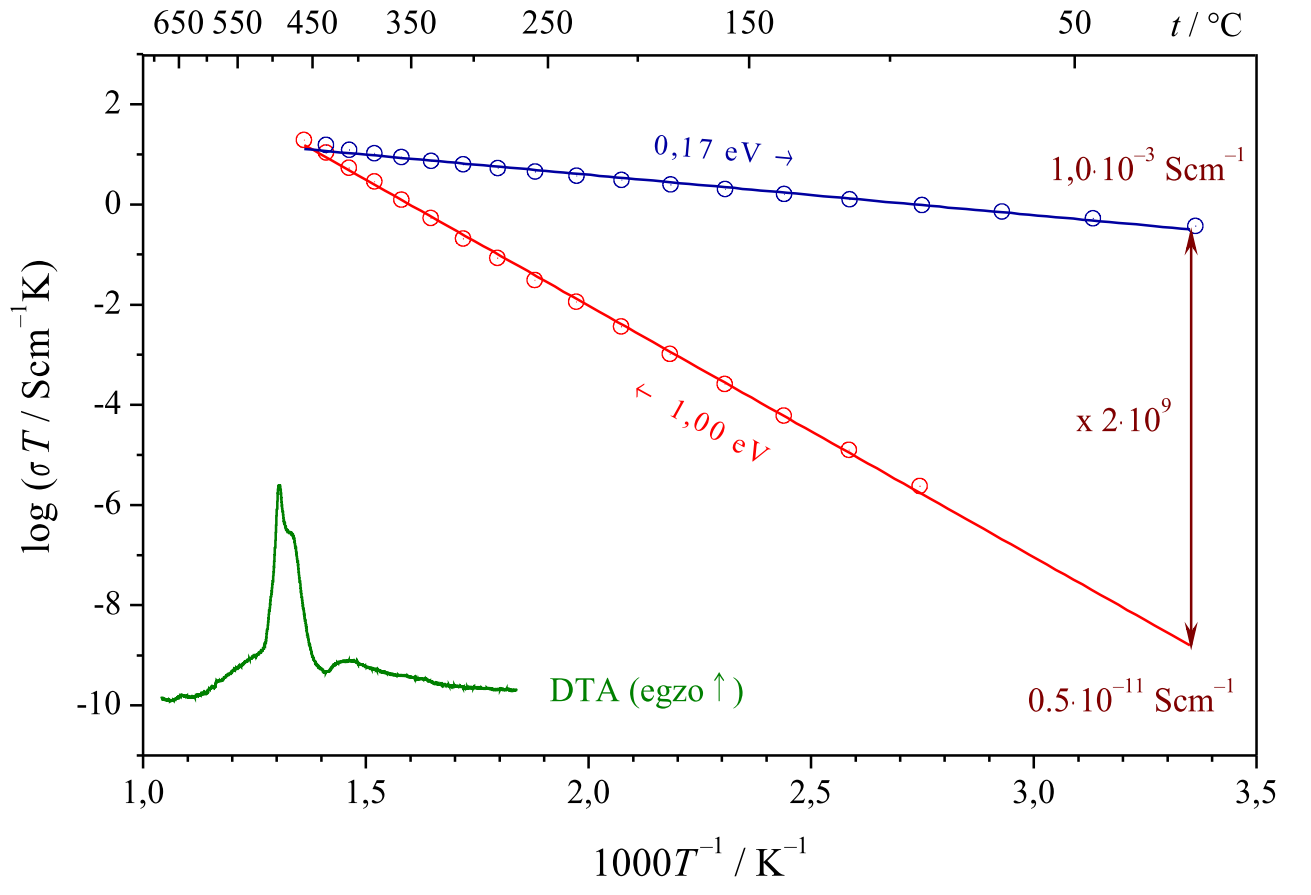 650 550 450 350 250 150 50 t / °C
2
0
-2
-4
-6
-8
-10
log (σ T / Scm⁻¹K)
0,17 eV →
1,0·10⁻³ Scm⁻¹
← 1,00 eV
x 2·10⁹
DTA (egzo ↑)
0.5·10⁻¹¹ Scm⁻¹
1,0 1,5 2,0 2,5 3,0 3,5
1000T⁻¹ / K⁻¹